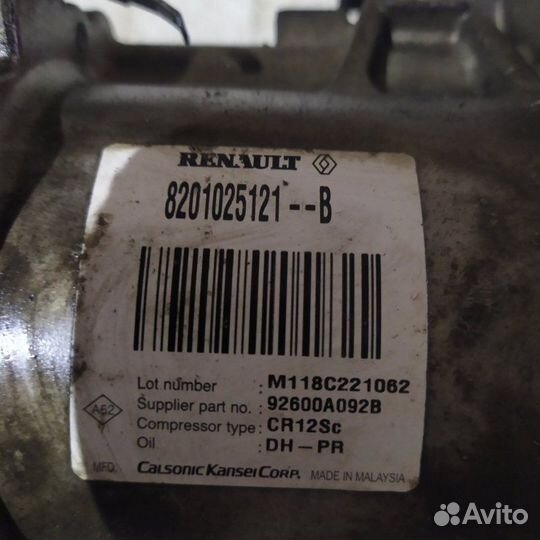 RENAULT
8201025121--B
Lot number : M118C221062
Supplier part no. : 92600A092B
Compressor type : CR12Sc
Oil : DH-PR
A52
MFD. CALSONIC KANSEI CORP. MADE IN MALAYSIA
Avito